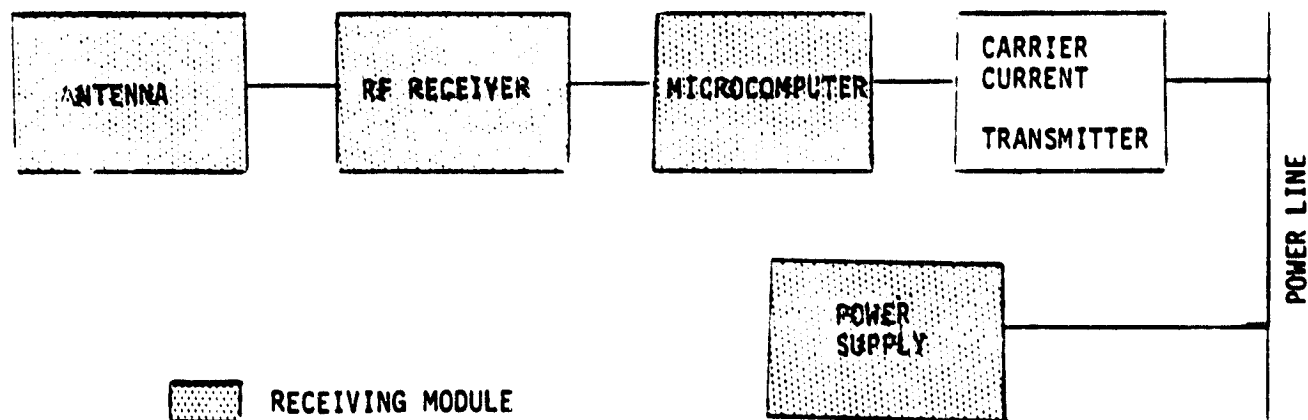 ANTENNA
RF RECEIVER
MICROCOMPUTER
CARRIER
CURRENT
TRANSMITTER
POWER LINE
POWER
SUPPLY
RECEIVING MODULE